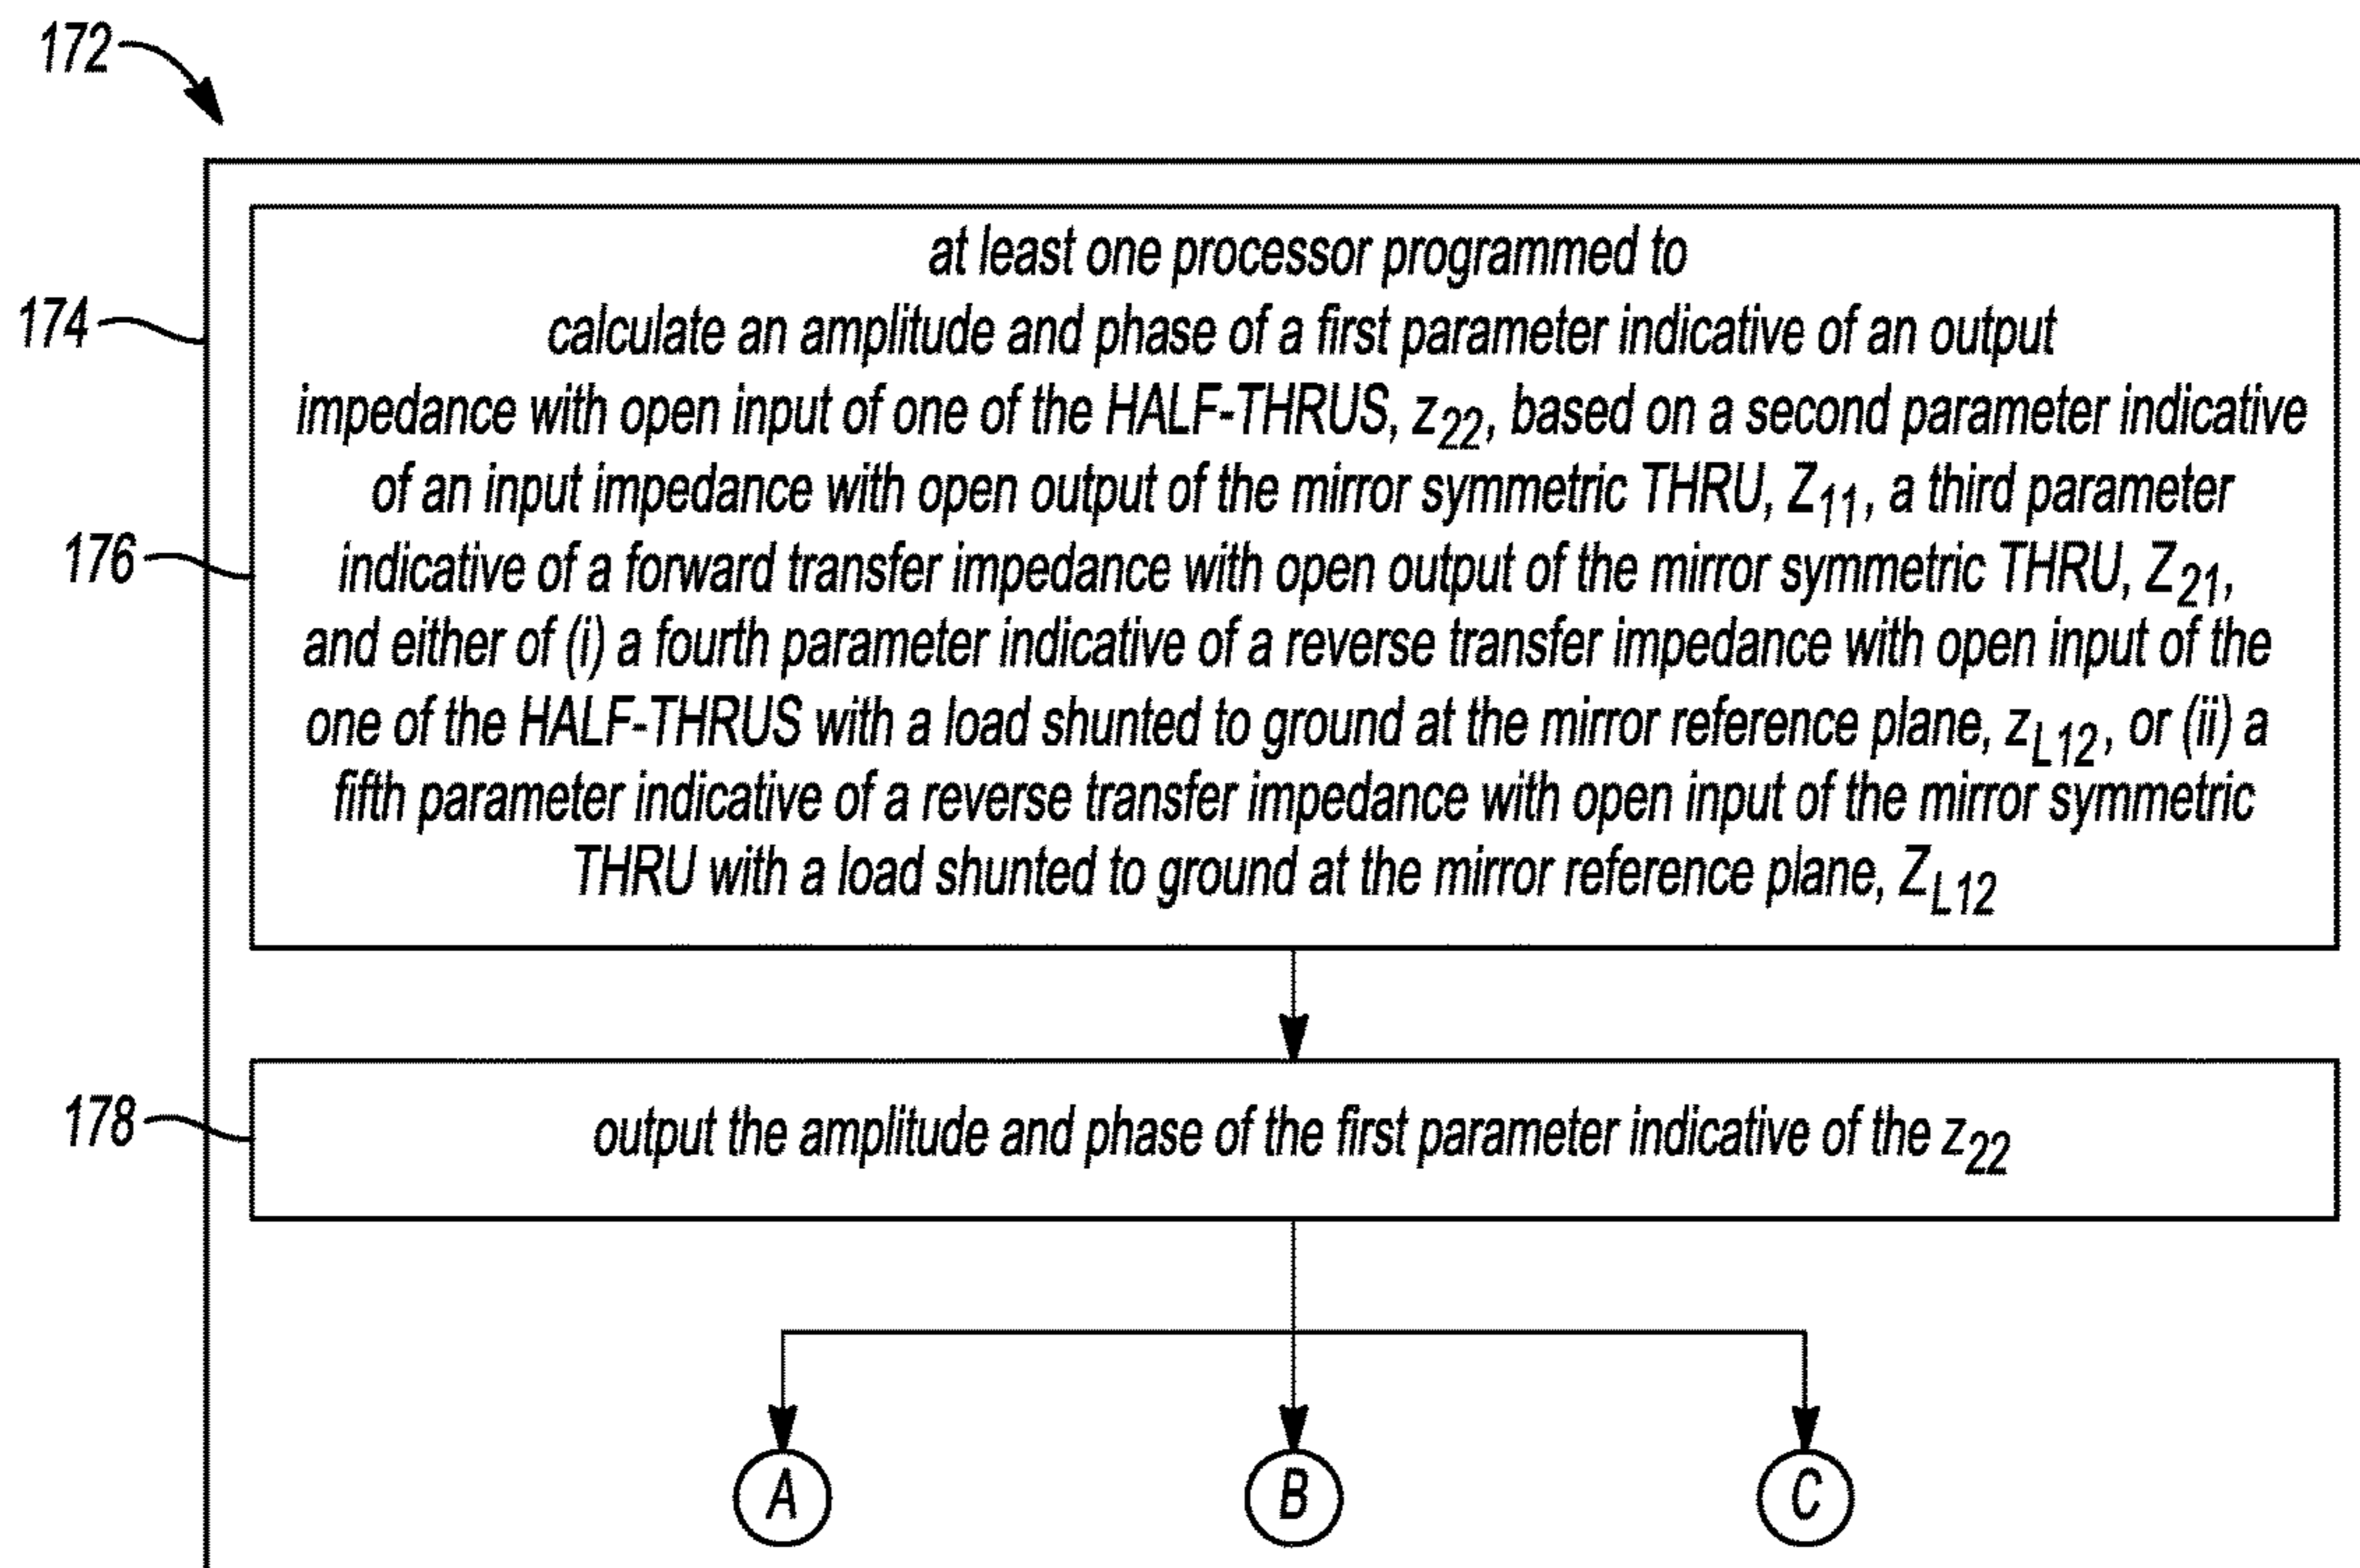 172
174
176
at least one processor programmed to
calculate an amplitude and phase of a first parameter indicative of an output
impedance with open input of one of the HALF-THRUS, z22, based on a second parameter indicative
of an input impedance with open output of the mirror symmetric THRU, Z11, a third parameter
indicative of a forward transfer impedance with open output of the mirror symmetric THRU, Z21,
and either of (i) a fourth parameter indicative of a reverse transfer impedance with open input of the
one of the HALF-THRUS with a load shunted to ground at the mirror reference plane, zL12, or (ii) a
fifth parameter indicative of a reverse transfer impedance with open input of the mirror symmetric
THRU with a load shunted to ground at the mirror reference plane, ZL12
178
output the amplitude and phase of the first parameter indicative of the z22
A
B
C